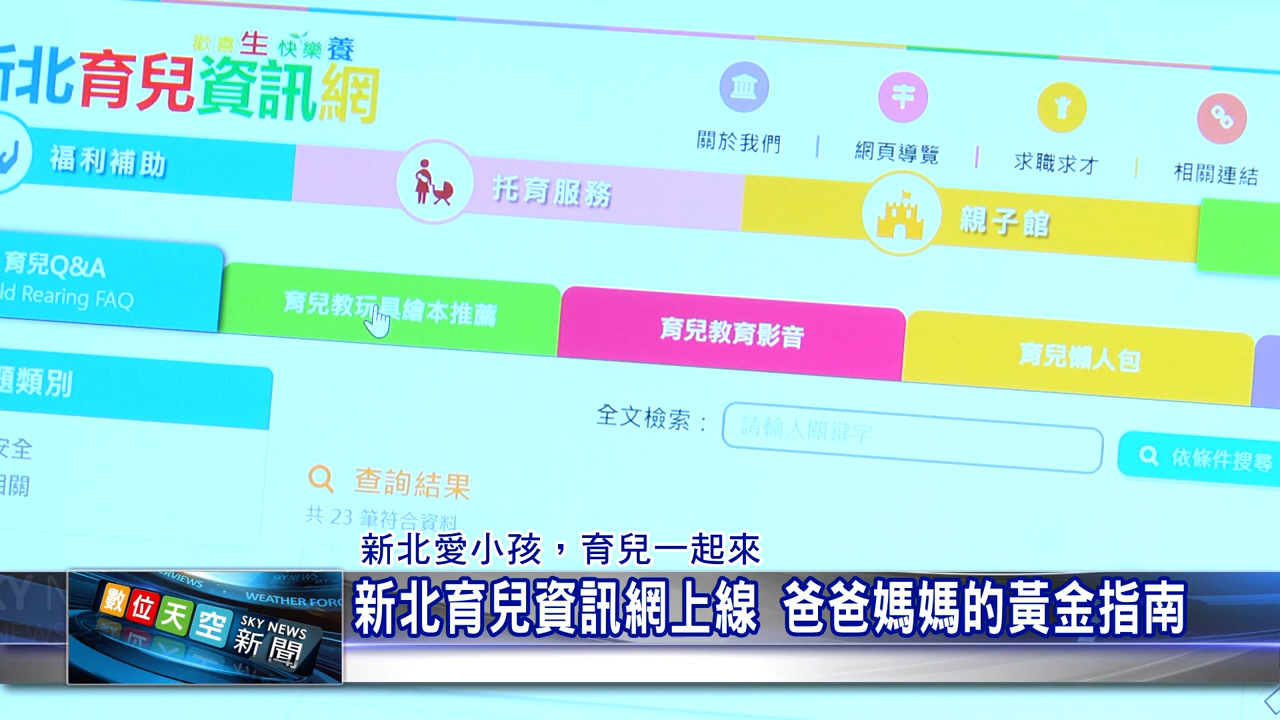 歡喜生快樂養
新北育兒資訊網
關於我們
網頁導覽
求職求才
相關連結
福利補助
托育服務
親子館
育兒Q&A
ld Rearing FAQ
育兒教玩具繪本推薦
育兒教育影音
育兒懶人包
題類別
安全
相關
全文檢索：
請輸入關鍵字
依條件搜尋
查詢結果
共 23 筆符合資料
新北愛小孩，育兒一起來
新北育兒資訊網上線 爸爸媽媽的黃金指南
數位天空
SKY NEWS
新聞
WEATHER FORC
SKY NEWS